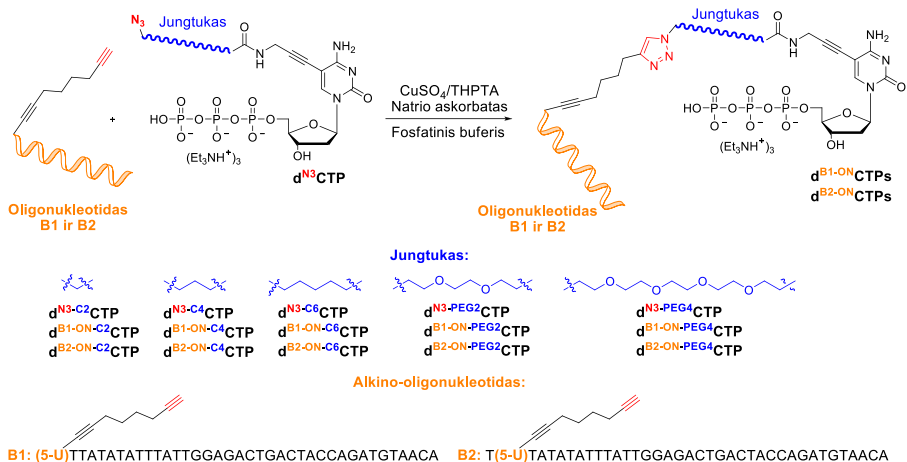 N3
Jungtukas
O
N
H
NH2
N
N
O
+
O O O
HO-P-O-P-O-P-O
O− O− O−
O
(Et3NH+)3
OH
dN3CTP
Oligonukleotidas
B1 ir B2
CuSO4/THPTA
Natrio askorbatas
Fosfatinis buferis
Jungtukas
N
N=N
O
N
H
NH2
N
N
O
O O O
HO-P-O-P-O-P-O
O− O− O−
O
(Et3NH+)3
OH
dB1-ONCTPs
dB2-ONCTPs
Oligonukleotidas
B1 ir B2
Jungtukas:
O O
O O O O
dN3-C2CTP dN3-C4CTP dN3-C6CTP dN3-PEG2CTP dN3-PEG4CTP
dB1-ON-C2CTP dB1-ON-C4CTP dB1-ON-C6CTP dB1-ON-PEG2CTP dB1-ON-PEG4CTP
dB2-ON-C2CTP dB2-ON-C4CTP dB2-ON-C6CTP dB2-ON-PEG2CTP dB2-ON-PEG4CTP
Alkino-oligonukleotidas:
B1: (5-U)TTATATATTTATTGGAGACTGACTACCAGATGTAACA
B2: T(5-U)TATATATTTATTGGAGACTGACTACCAGATGTAACA